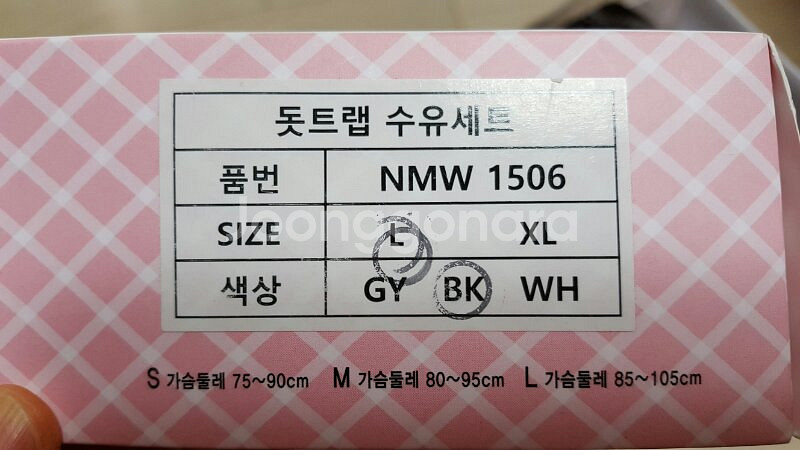 돗트랩 수유세트
품번 NMW 1506
SIZE L XL
joonggonara
색상 GY BK WH
S 가슴둘레 75~90cm M 가슴둘레 80~95cm L 가슴둘레 85~105cm